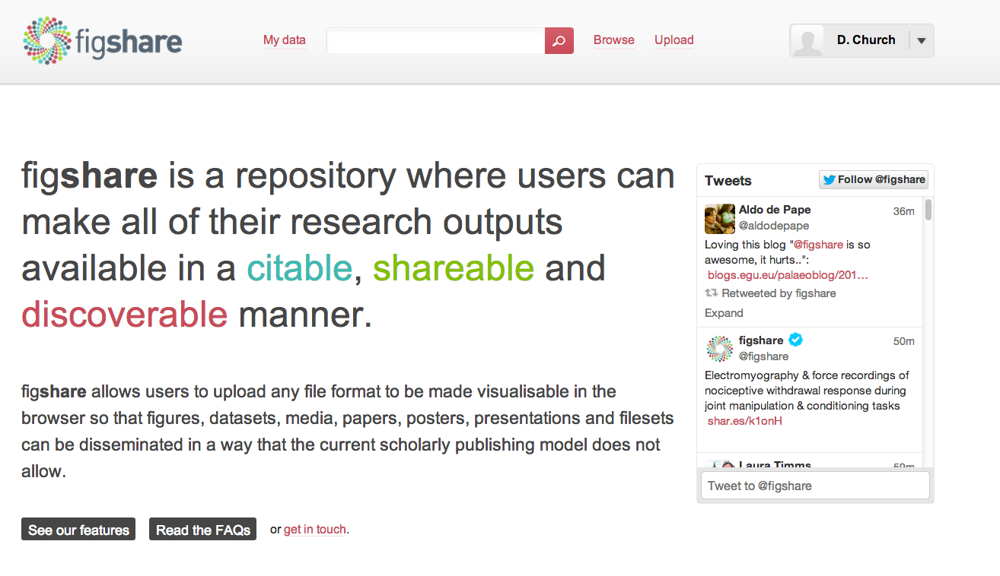 figshare
My data
Browse
Upload
D. Church
figshare is a repository where users can
make all of their research outputs
available in a citable, shareable and
discoverable manner.
figshare allows users to upload any file format to be made visualisable in the
browser so that figures, datasets, media, papers, posters, presentations and filesets
can be disseminated in a way that the current scholarly publishing model does not
allow.
See our features
Read the FAQs
or get in touch.
Tweets
Follow @figshare
Aldo de Pape
36m
@aldodepape
Loving this blog "@figshare is so
awesome, it hurts..":
blogs.egu.eu/palaeoblog/201…
Retweeted by figshare
Expand
figshare
50m
@figshare
Electromyography & force recordings of
nociceptive withdrawal response during
joint manipulation & conditioning tasks
shar.es/k1onH
Laura Timms
59m
Tweet to @figshare